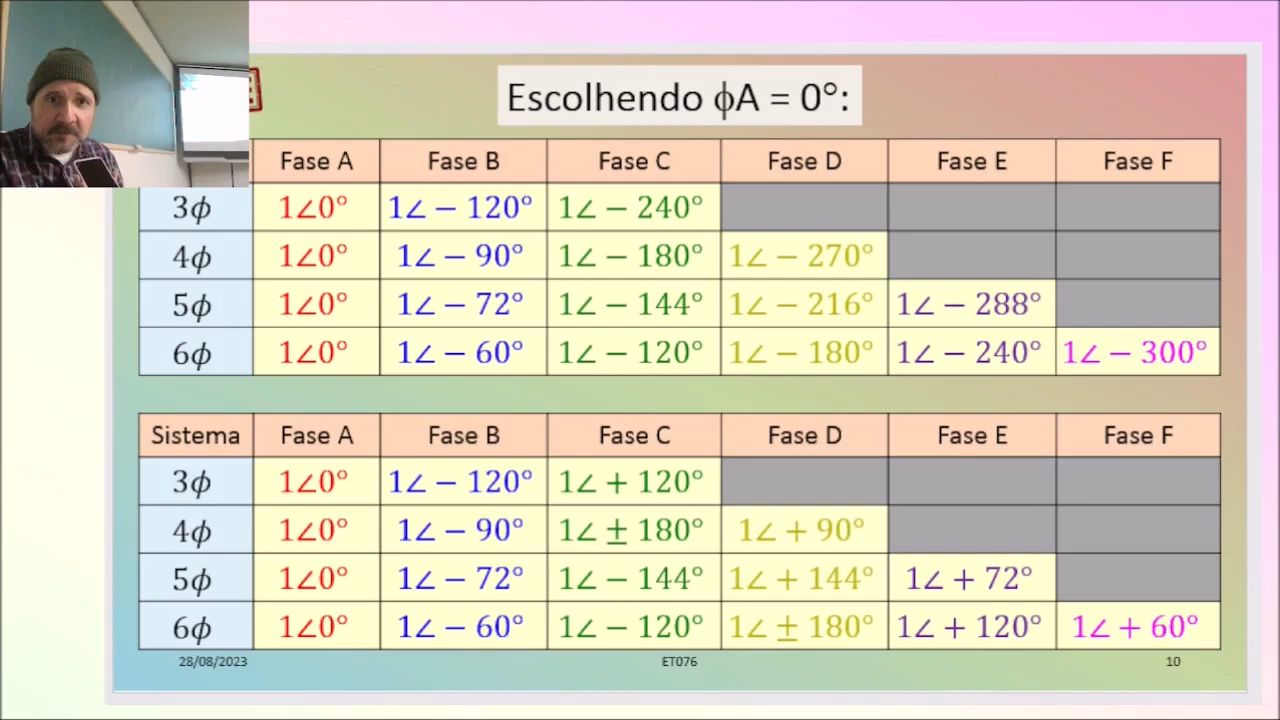 Escolhendo ϕA = 0°:
Fase A Fase B Fase C Fase D Fase E Fase F
3ϕ 1∠0° 1∠ − 120° 1∠ − 240°
4ϕ 1∠0° 1∠ − 90° 1∠ − 180° 1∠ − 270°
5ϕ 1∠0° 1∠ − 72° 1∠ − 144° 1∠ − 216° 1∠ − 288°
6ϕ 1∠0° 1∠ − 60° 1∠ − 120° 1∠ − 180° 1∠ − 240° 1∠ − 300°
Sistema Fase A Fase B Fase C Fase D Fase E Fase F
3ϕ 1∠0° 1∠ − 120° 1∠ + 120°
4ϕ 1∠0° 1∠ − 90° 1∠ ± 180° 1∠ + 90°
5ϕ 1∠0° 1∠ − 72° 1∠ − 144° 1∠ + 144° 1∠ + 72°
6ϕ 1∠0° 1∠ − 60° 1∠ − 120° 1∠ ± 180° 1∠ + 120° 1∠ + 60°
28/08/2023 ET076 10